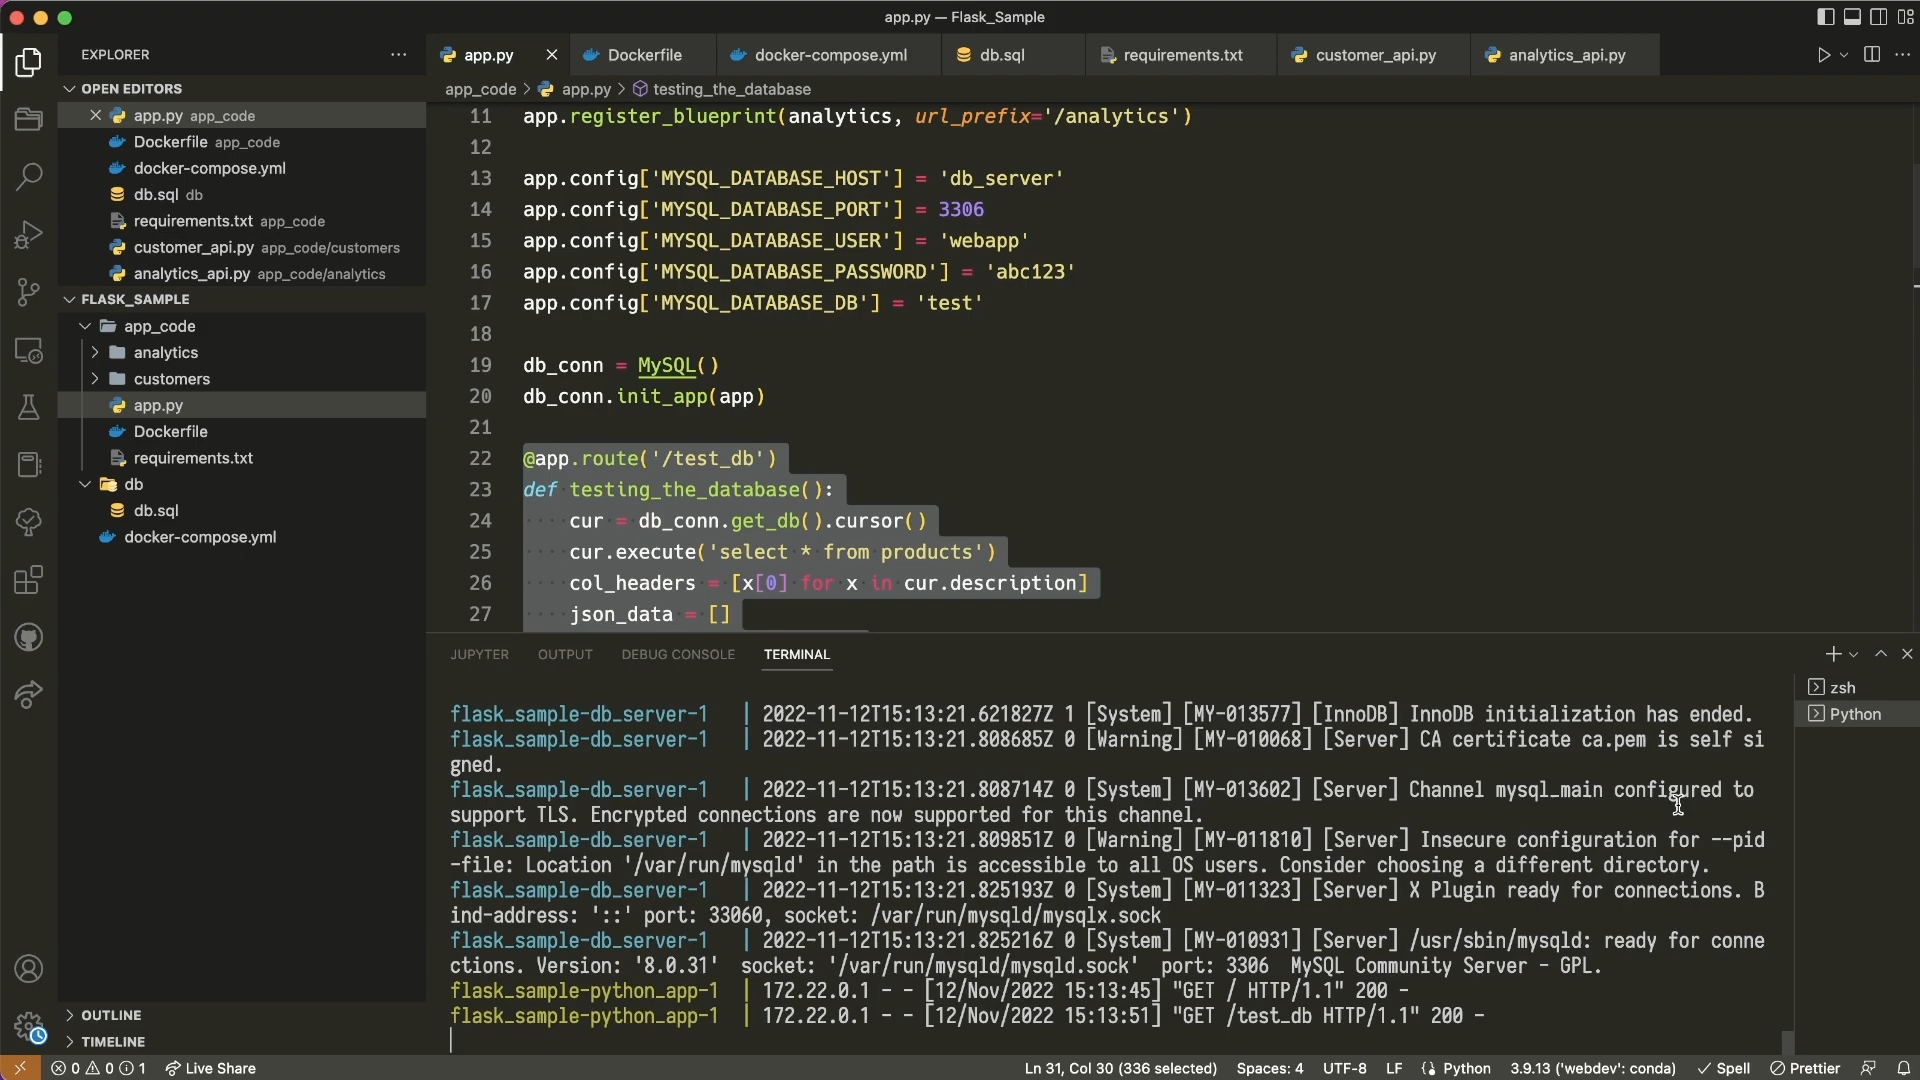 app.py — Flask_Sample
EXPLORER
OPEN EDITORS
app.py app_code
Dockerfile app_code
docker-compose.yml
db.sql db
requirements.txt app_code
customer_api.py app_code/customers
analytics_api.py app_code/analytics
FLASK_SAMPLE
app_code
analytics
customers
app.py
Dockerfile
requirements.txt
db
db.sql
docker-compose.yml
OUTLINE
TIMELINE
app.py Dockerfile docker-compose.yml db.sql requirements.txt customer_api.py analytics_api.py
app_code > app.py > testing_the_database
11 app.register_blueprint(analytics, url_prefix='/analytics')
12
13 app.config['MYSQL_DATABASE_HOST'] = 'db_server'
14 app.config['MYSQL_DATABASE_PORT'] = 3306
15 app.config['MYSQL_DATABASE_USER'] = 'webapp'
16 app.config['MYSQL_DATABASE_PASSWORD'] = 'abc123'
17 app.config['MYSQL_DATABASE_DB'] = 'test'
18
19 db_conn = MySQL()
20 db_conn.init_app(app)
21
22 @app.route('/test_db')
23 def testing_the_database():
24 cur = db_conn.get_db().cursor()
25 cur.execute('select * from products')
26 col_headers = [x[0] for x in cur.description]
27 json_data = []
JUPYTER OUTPUT DEBUG CONSOLE TERMINAL
zsh
Python
flask_sample-db_server-1 | 2022-11-12T15:13:21.621827Z 1 [System] [MY-013577] [InnoDB] InnoDB initialization has ended.
flask_sample-db_server-1 | 2022-11-12T15:13:21.808685Z 0 [Warning] [MY-010068] [Server] CA certificate ca.pem is self si
gned.
flask_sample-db_server-1 | 2022-11-12T15:13:21.808714Z 0 [System] [MY-013602] [Server] Channel mysql_main configured to
support TLS. Encrypted connections are now supported for this channel.
flask_sample-db_server-1 | 2022-11-12T15:13:21.809851Z 0 [Warning] [MY-011810] [Server] Insecure configuration for --pid
-file: Location '/var/run/mysqld' in the path is accessible to all OS users. Consider choosing a different directory.
flask_sample-db_server-1 | 2022-11-12T15:13:21.825193Z 0 [System] [MY-011323] [Server] X Plugin ready for connections. B
ind-address: '::' port: 33060, socket: /var/run/mysqld/mysqlx.sock
flask_sample-db_server-1 | 2022-11-12T15:13:21.825216Z 0 [System] [MY-010931] [Server] /usr/sbin/mysqld: ready for conne
ctions. Version: '8.0.31' socket: '/var/run/mysqld/mysqld.sock' port: 3306 MySQL Community Server - GPL.
flask_sample-python_app-1 | 172.22.0.1 - - [12/Nov/2022 15:13:45] "GET / HTTP/1.1" 200 -
flask_sample-python_app-1 | 172.22.0.1 - - [12/Nov/2022 15:13:51] "GET /test_db HTTP/1.1" 200 -
0 0 1 Live Share Ln 31, Col 30 (336 selected) Spaces: 4 UTF-8 LF Python 3.9.13 ('webdev': conda) Spell Prettier